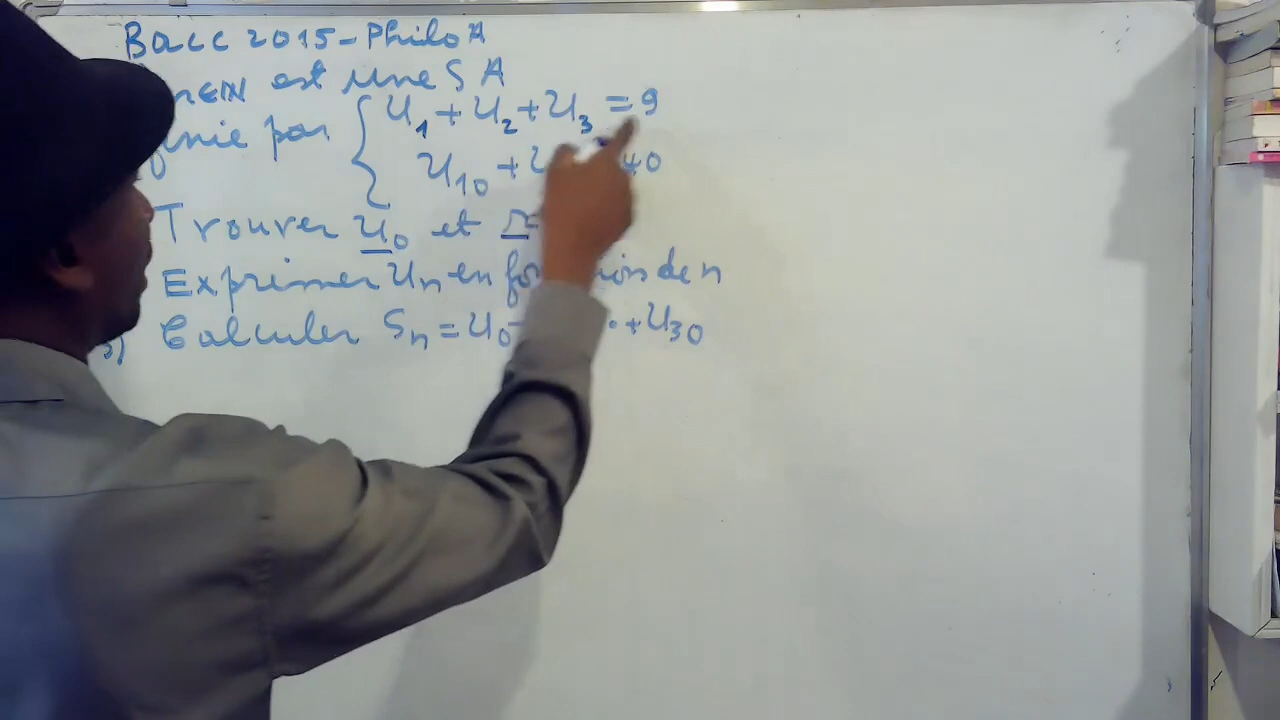 Bacc 2015-Philo A
n∈ℕ est une S A
par { U₁ + U₂ + U₃ = 9
U₁₀ + 40
Trouver U₀ et
Exprimer Uₙ en de n
Calculer Sₙ = U₀ + U₃₀